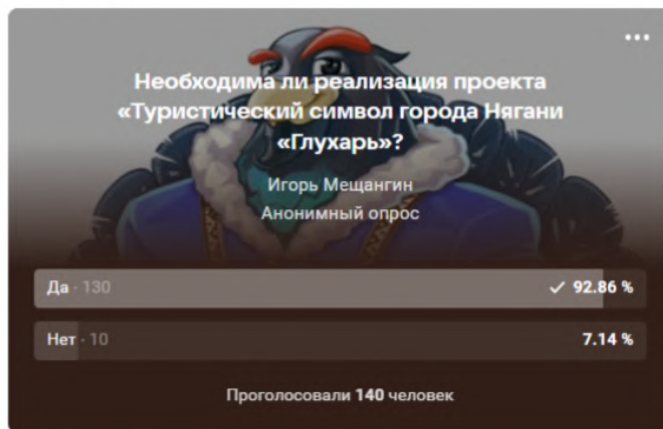 Необходима ли реализация проекта
«Туристический символ города Нягани
«Глухарь»?
Игорь Мещангин
Анонимный опрос
Да · 130 92.86 %
Нет · 10 7.14 %
Проголосовали 140 человек